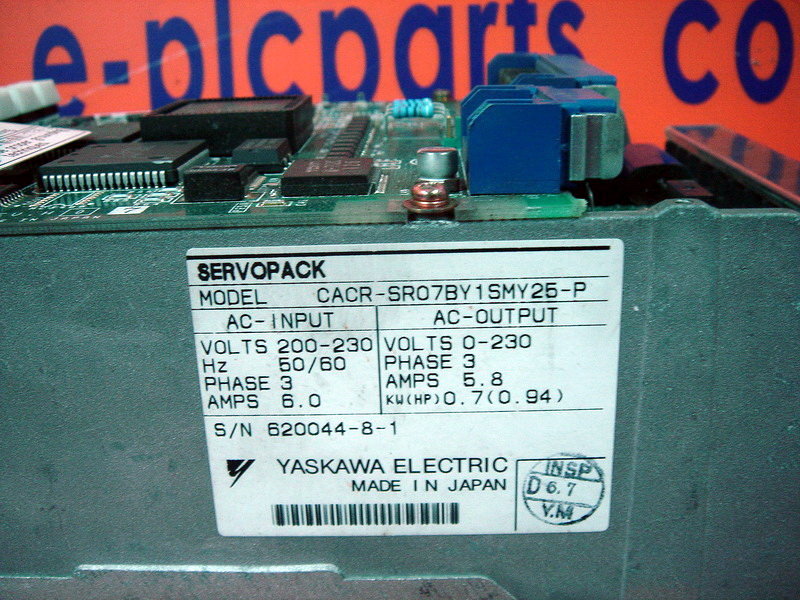 e-plcparts.co
SERVOPACK
MODEL CACR-SR07BY1SMY25-P
AC-INPUT AC-OUTPUT
VOLTS 200-230 VOLTS 0-230
Hz 50/60 PHASE 3
PHASE 3 AMPS 5.8
AMPS 6.0 KW(HP) 0.7(0.94)
S/N 620044-8-1
YASKAWA ELECTRIC
MADE IN JAPAN
INSP
D 6.7
Y.M